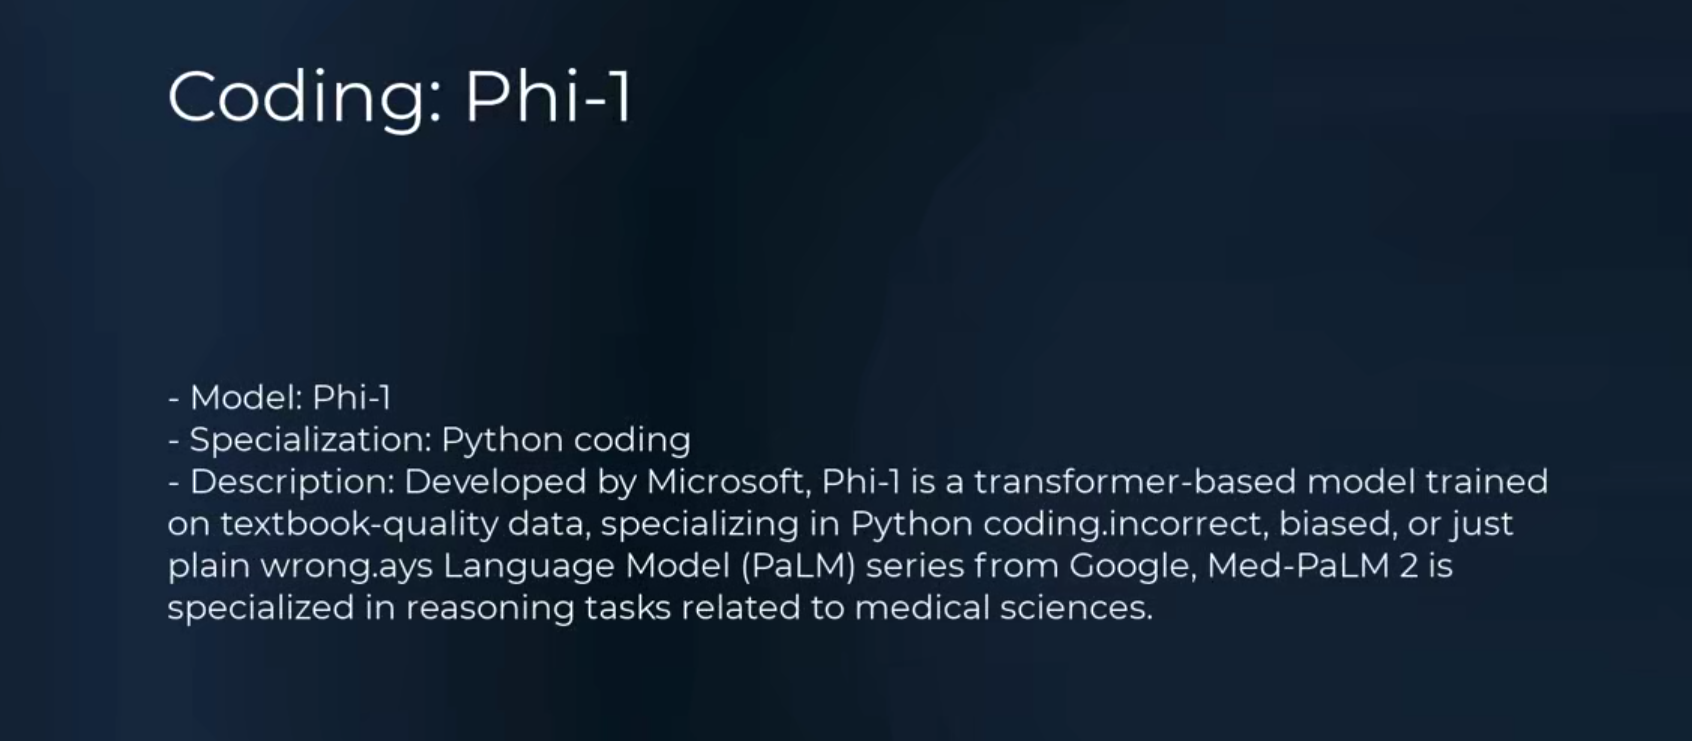 Coding: Phi-1
- Model: Phi-1
- Specialization: Python coding
- Description: Developed by Microsoft, Phi-1 is a transformer-based model trained
on textbook-quality data, specializing in Python coding.incorrect, biased, or just
plain wrong.ays Language Model (PaLM) series from Google, Med-PaLM 2 is
specialized in reasoning tasks related to medical sciences.